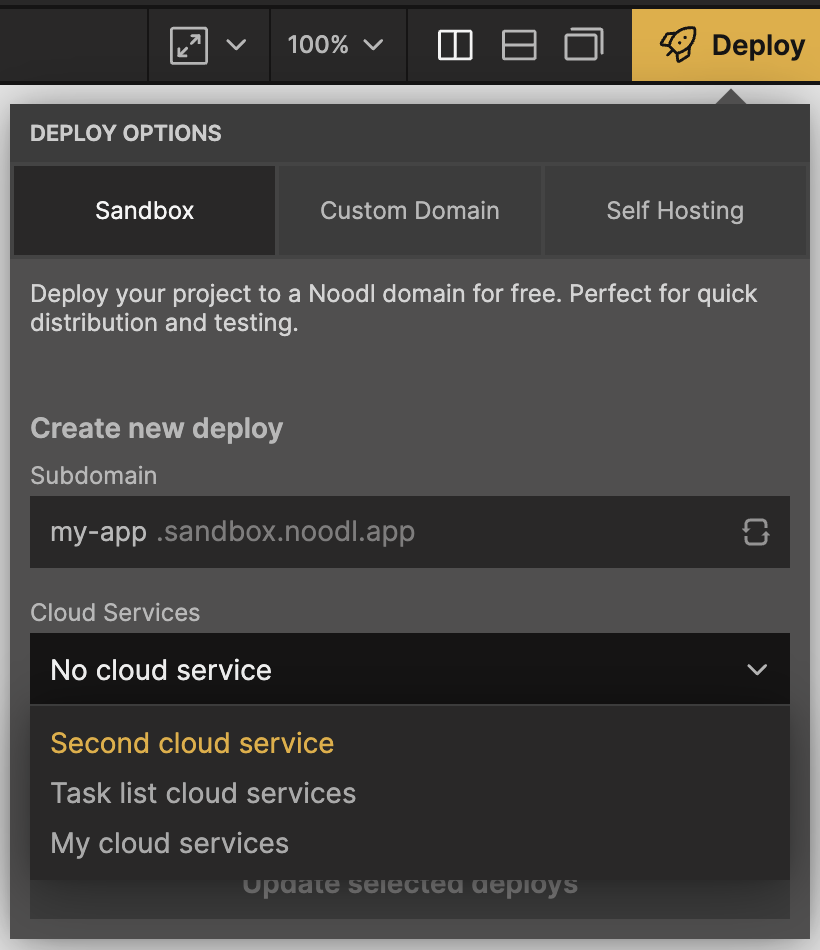 100%
Deploy
DEPLOY OPTIONS
Sandbox
Custom Domain
Self Hosting
Deploy your project to a Noodl domain for free. Perfect for quick
distribution and testing.
Create new deploy
Subdomain
my-app .sandbox.noodl.app
Cloud Services
No cloud service
Second cloud service
Task list cloud services
My cloud services
Update selected deploys